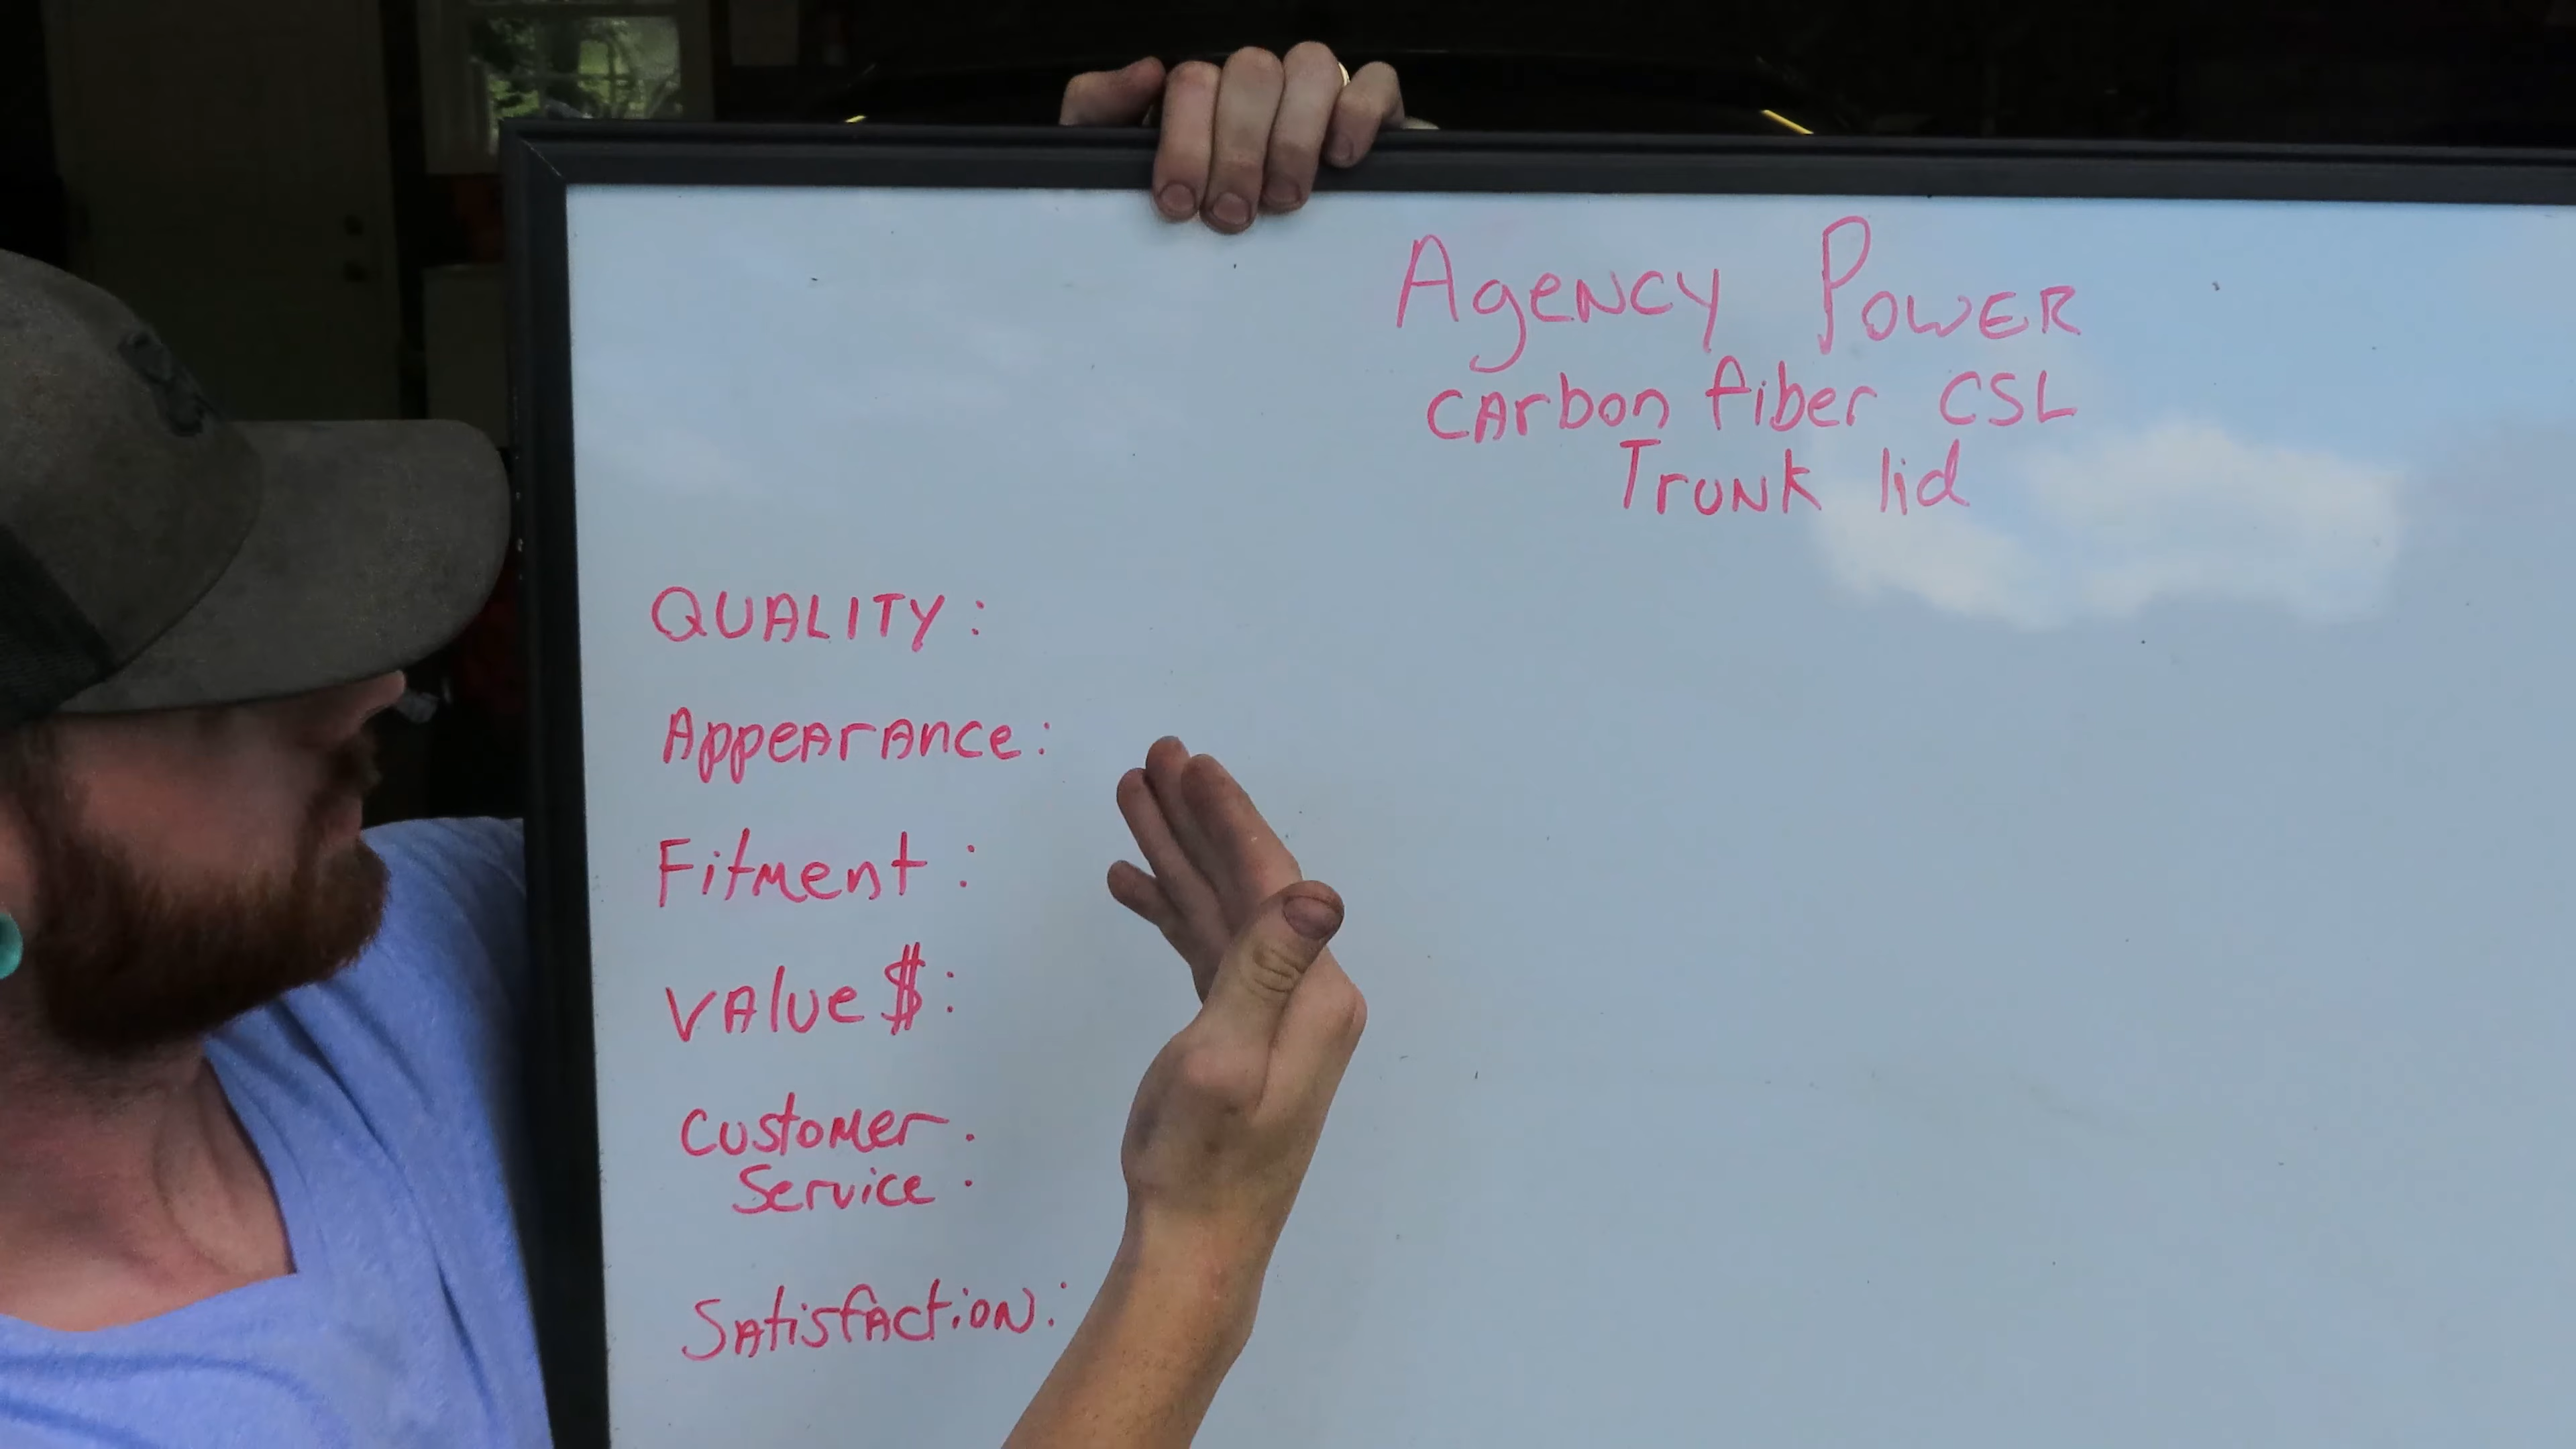 Agency Power
carbon fiber CSL
Trunk lid
QUALITY:
Appearance:
Fitment:
Value $:
Customer
Service:
Satisfaction: